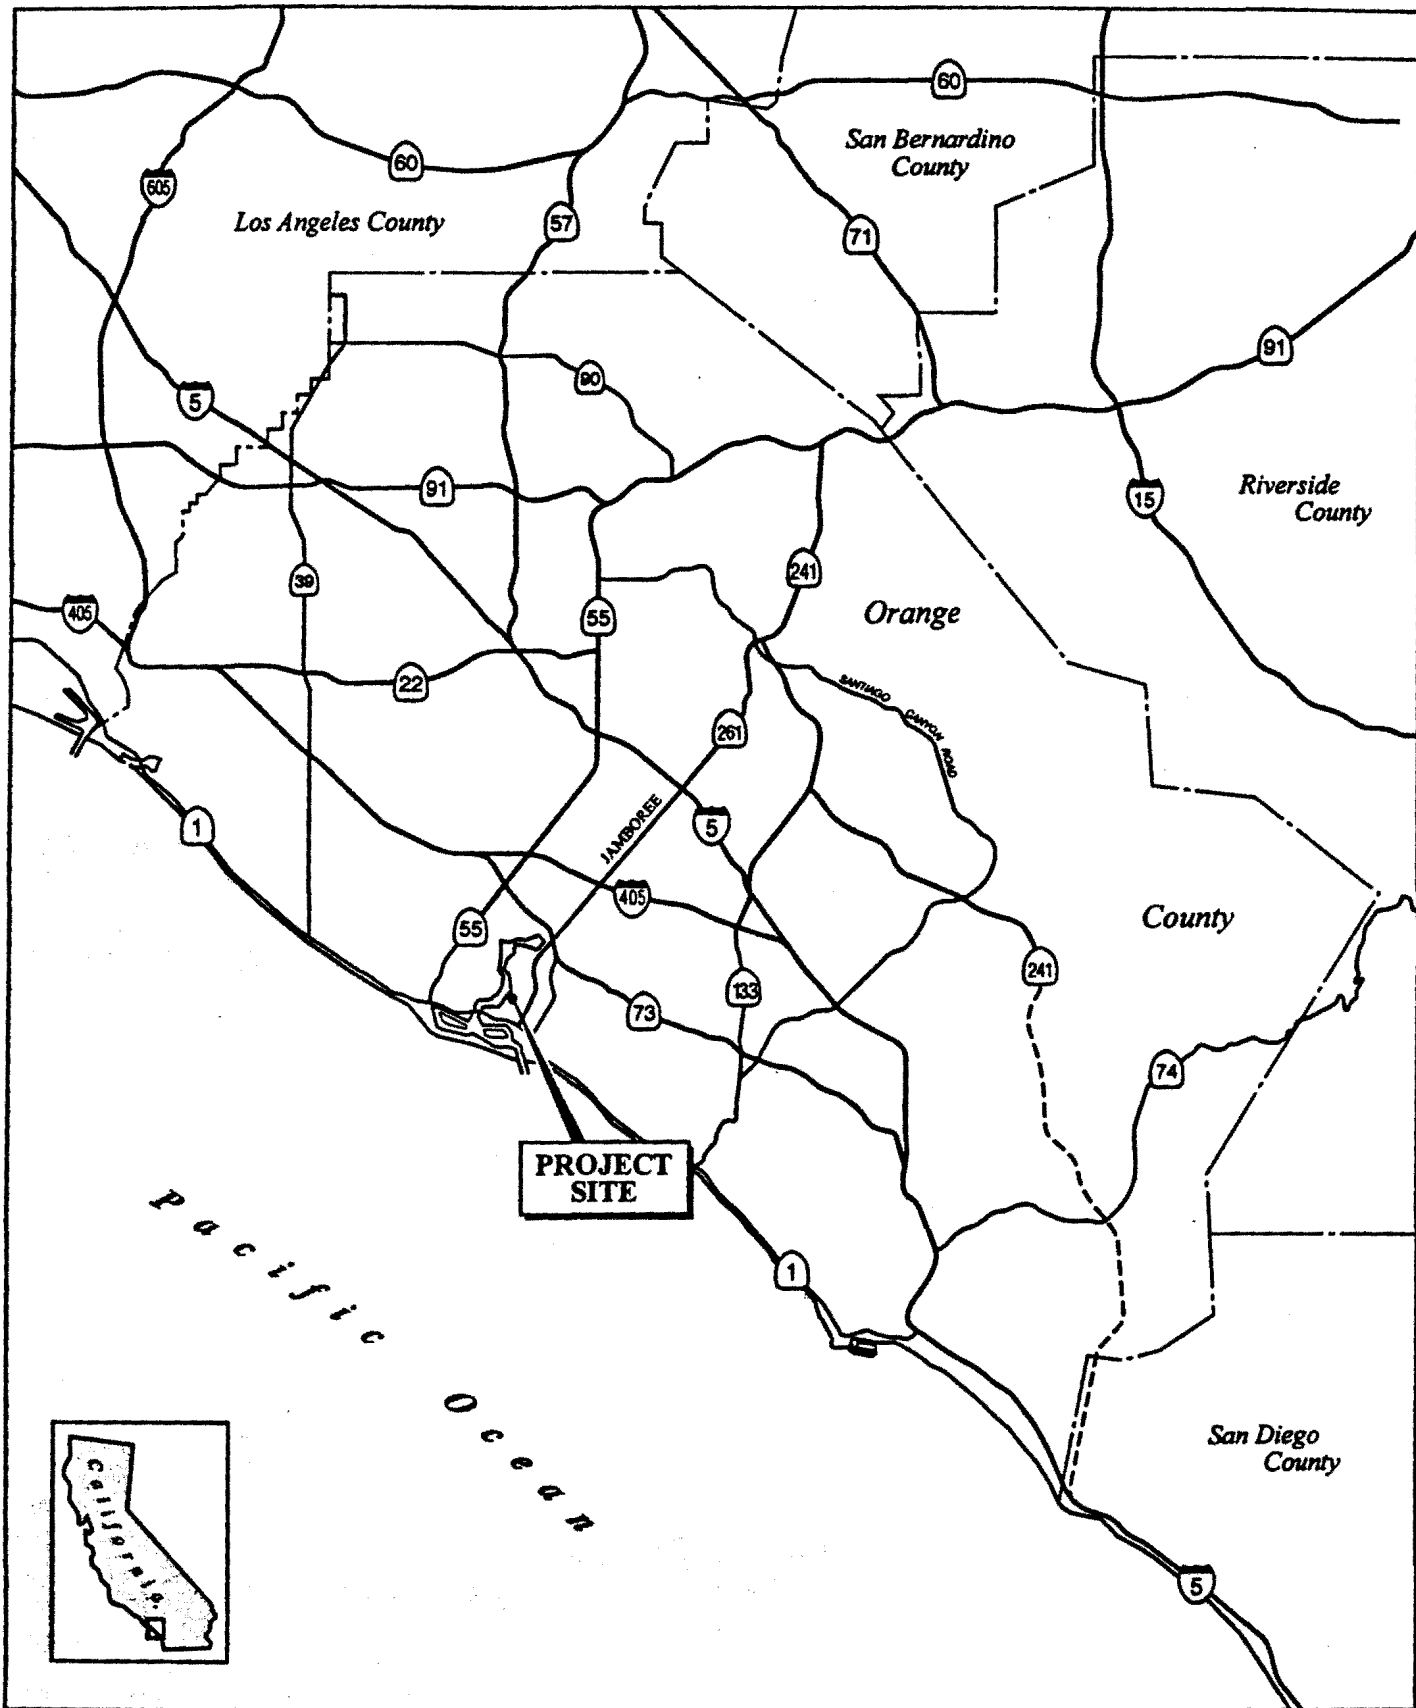 60
60
San Bernardino
County
605
Los Angeles County
57
71
91
90
5
91
15
Riverside
County
39
241
405
55
Orange
22
SANTIAGO CANYON ROAD
261
JAMBOREE
1
5
405
55
County
241
133
73
74
PROJECT
SITE
Pacific
Ocean
1
San Diego
County
California
5